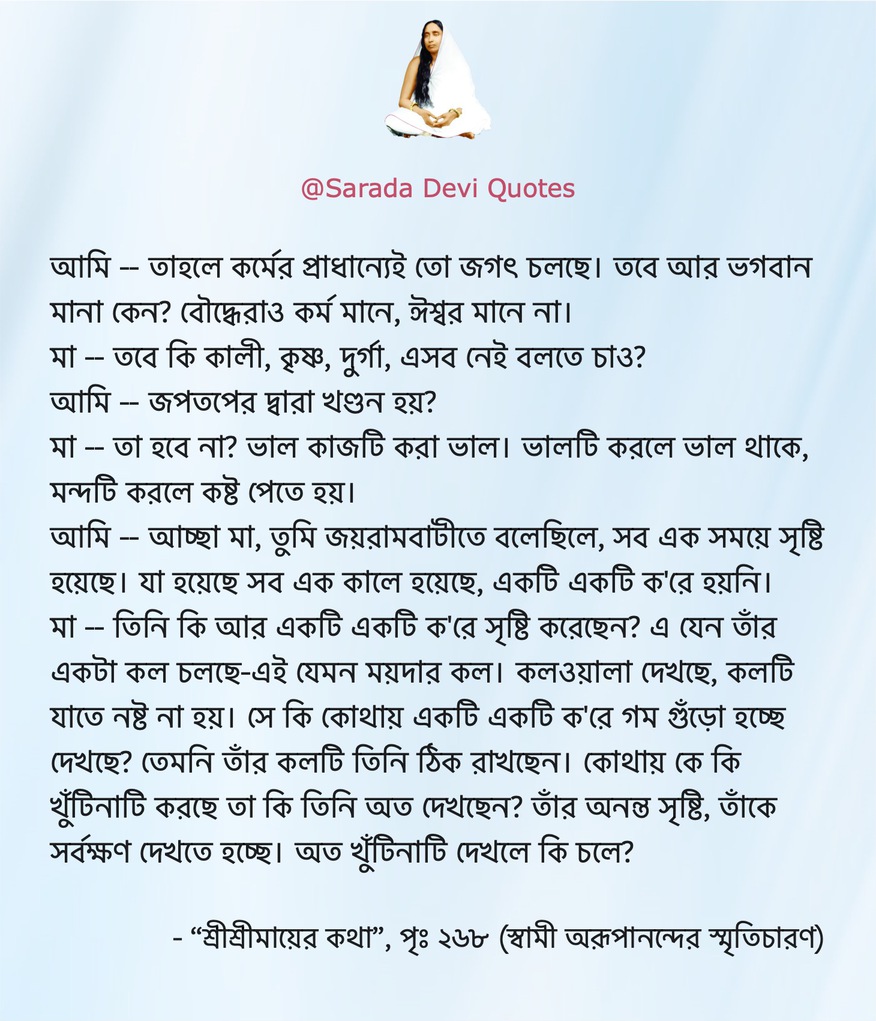 @Sarada Devi Quotes
আমি -- তাহলে কর্মের প্রাধান্যেই তো জগৎ চলছে। তবে আর ভগবান
মানা কেন? বৌদ্ধেরাও কর্ম মানে, ঈশ্বর মানে না।
মা -- তবে কি কালী, কৃষ্ণ, দুর্গা, এসব নেই বলতে চাও?
আমি -- জপতপের দ্বারা খণ্ডন হয়?
মা -- তা হবে না? ভাল কাজটি করা ভাল। ভালটি করলে ভাল থাকে,
মন্দটি করলে কষ্ট পেতে হয়।
আমি -- আচ্ছা মা, তুমি জয়রামবাটীতে বলেছিলে, সব এক সময়ে সৃষ্টি
হয়েছে। যা হয়েছে সব এক কালে হয়েছে, একটি একটি ক'রে হয়নি।
মা -- তিনি কি আর একটি একটি ক'রে সৃষ্টি করেছেন? এ যেন তাঁর
একটা কল চলছে-এই যেমন ময়দার কল। কলওয়ালা দেখছে, কলটি
যাতে নষ্ট না হয়। সে কি কোথায় একটি একটি ক'রে গম গুঁড়ো হচ্ছে
দেখছে? তেমনি তাঁর কলটি তিনি ঠিক রাখছেন। কোথায় কে কি
খুঁটিনাটি করছে তা কি তিনি অত দেখছেন? তাঁর অনন্ত সৃষ্টি, তাঁকে
সর্বক্ষণ দেখতে হচ্ছে। অত খুঁটিনাটি দেখলে কি চলে?
- “শ্রীশ্রীমায়ের কথা”, পৃঃ ২৬৮ (স্বামী অরূপানন্দের স্মৃতিচারণ)